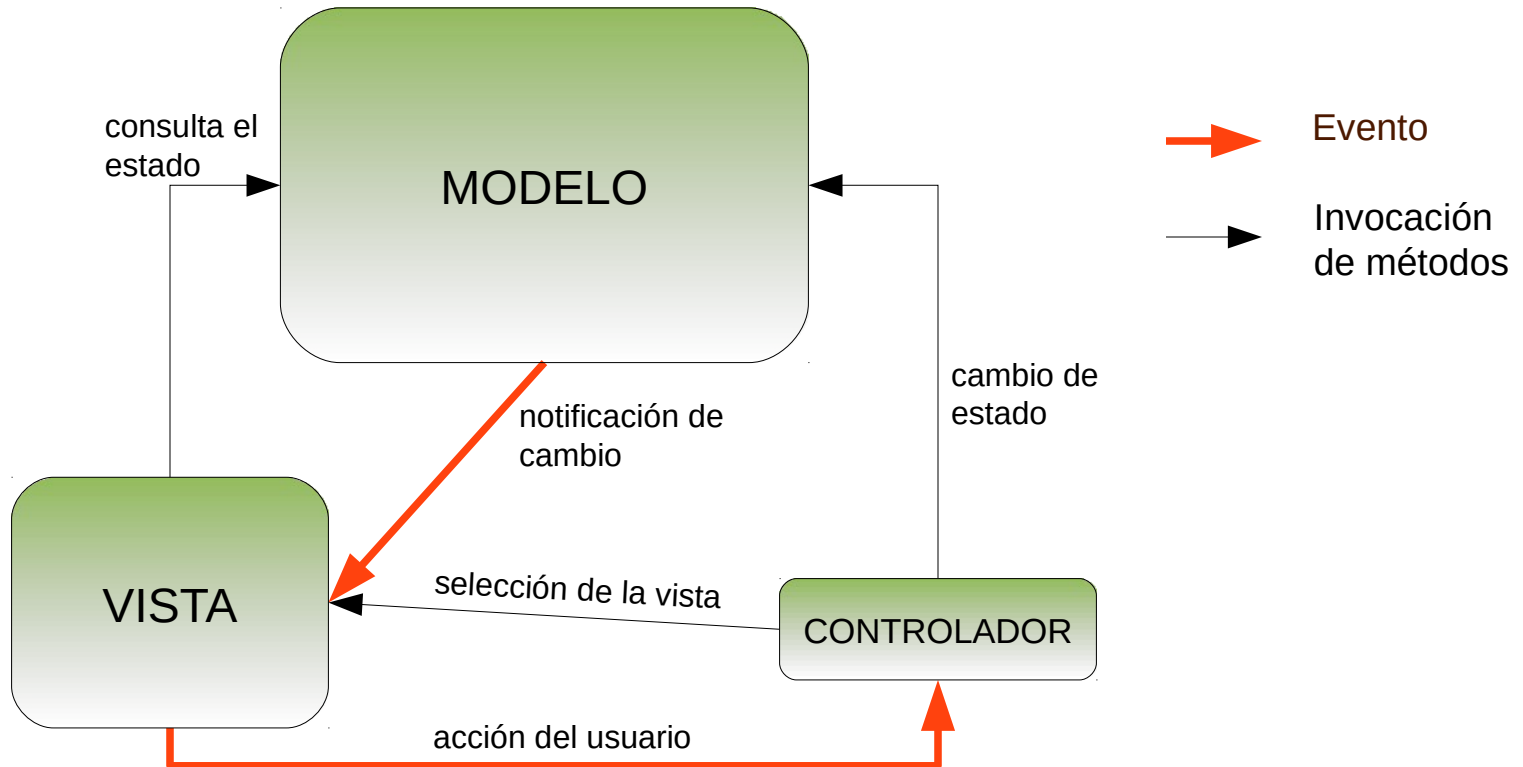 consulta el
estado
MODELO
Evento
Invocación
de métodos
cambio de
estado
notificación de
cambio
selección de la vista
VISTA
CONTROLADOR
acción del usuario